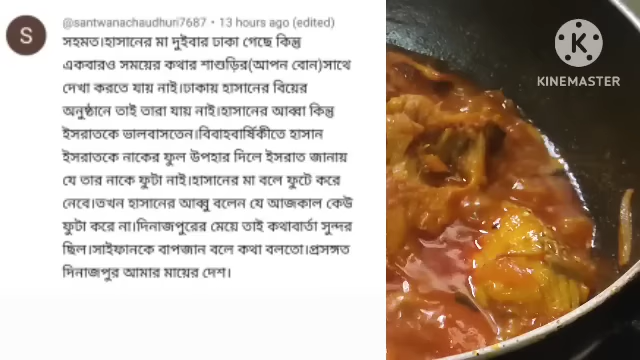 @santwanachaudhuri7687 • 13 hours ago (edited)
S
সহমত।হাসানের মা দুইবার ঢাকা গেছে কিন্তু
একবারও সময়ের কথার শাশুড়ির(আপন বোন)সাথে
দেখা করতে যায় নাই।ঢাকায় হাসানের বিয়ের
অনুষ্ঠানে তাই তারা যায় নাই।হাসানের আব্বা কিন্তু
ইসরাতকে ভালবাসতেন।বিবাহবার্ষিকীতে হাসান
ইসরাতকে নাকের ফুল উপহার দিলে ইসরাত জানায়
যে তার নাকে ফুটা নাই।হাসানের মা বলে ফুটে করে
নেবে।তখন হাসানের আব্বু বলেন যে আজকাল কেউ
ফুটা করে না।দিনাজপুরের মেয়ে তাই কথাবার্তা সুন্দর
ছিল।সাইফানকে বাপজান বলে কথা বলতো।প্রসঙ্গত
দিনাজপুর আমার মায়ের দেশ।
KINEMASTER